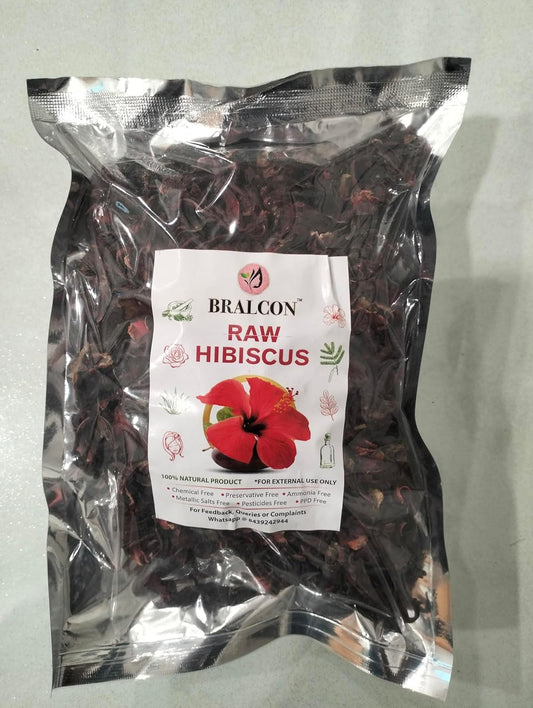 BRALCON™
RAW
HIBISCUS
100% NATURAL PRODUCT *FOR EXTERNAL USE ONLY
• Chemical Free • Preservative Free • Ammonia Free
• Metallic Salts Free • Pesticides Free • PPD Free
For Feedback, Queries or Complaints
Whatsapp @ 8439242944